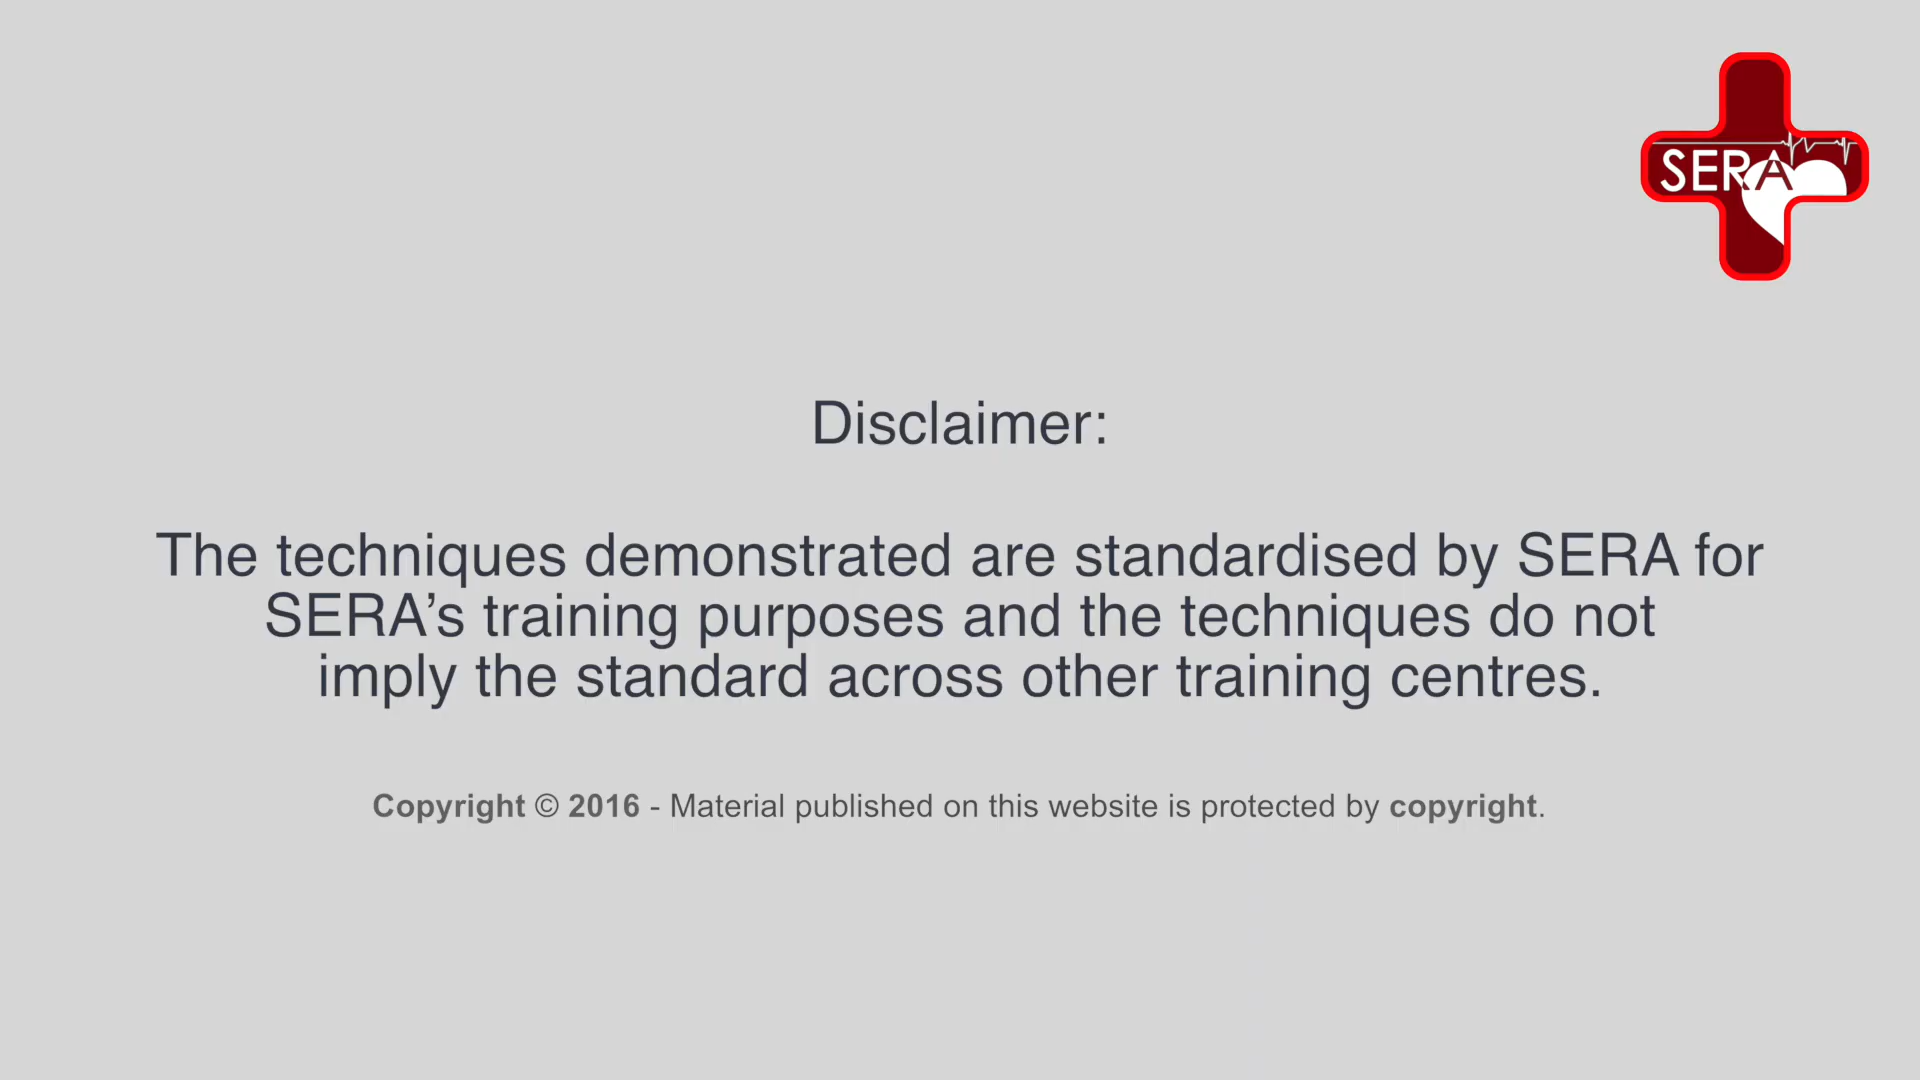 SERA
Disclaimer:
The techniques demonstrated are standardised by SERA for
SERA’s training purposes and the techniques do not
imply the standard across other training centres.
Copyright © 2016 - Material published on this website is protected by copyright.